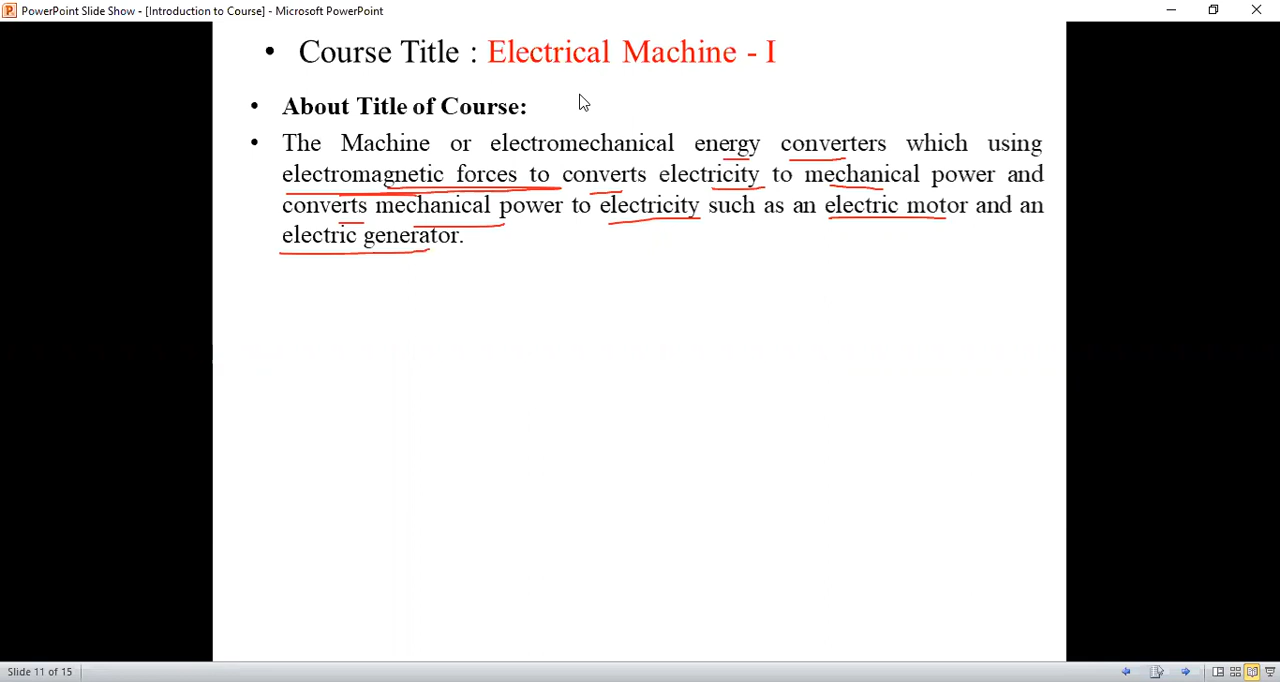 PowerPoint Slide Show - [Introduction to Course] - Microsoft PowerPoint
• Course Title : Electrical Machine - I
• About Title of Course:
• The Machine or electromechanical energy converters which using
electromagnetic forces to converts electricity to mechanical power and
converts mechanical power to electricity such as an electric motor and an
electric generator.
Slide 11 of 15